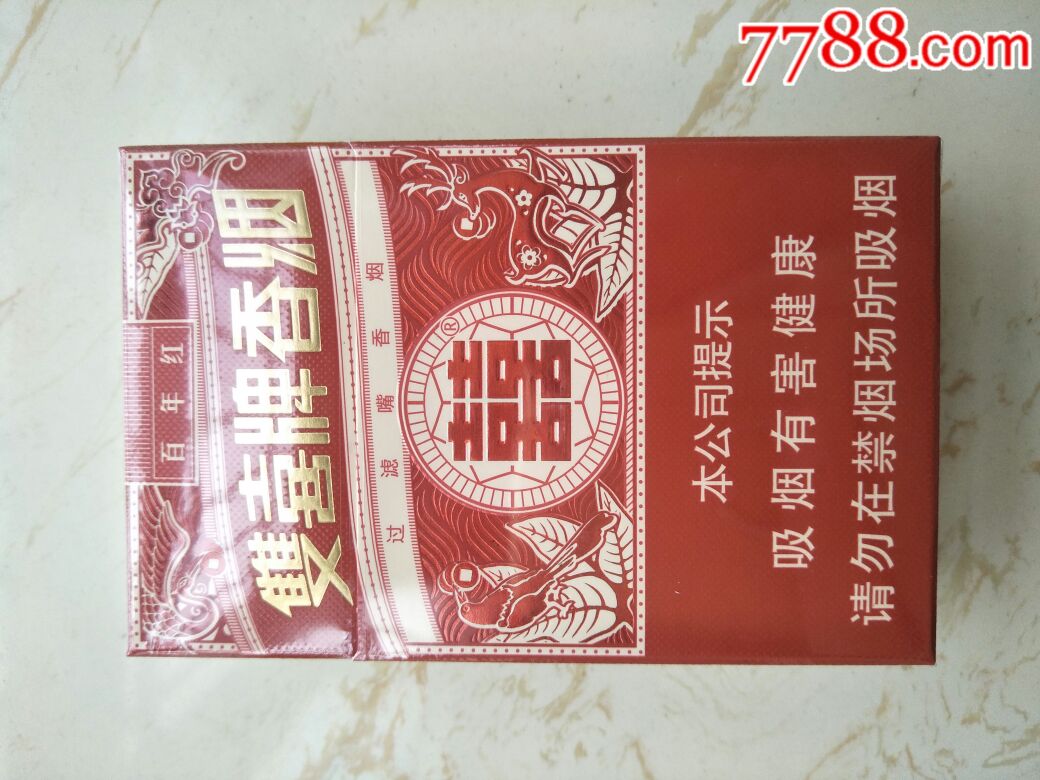 7788.com
百年红
雙喜牌香烟
过滤嘴香烟
囍®
本公司提示
吸烟有害健康
请勿在禁烟场所吸烟